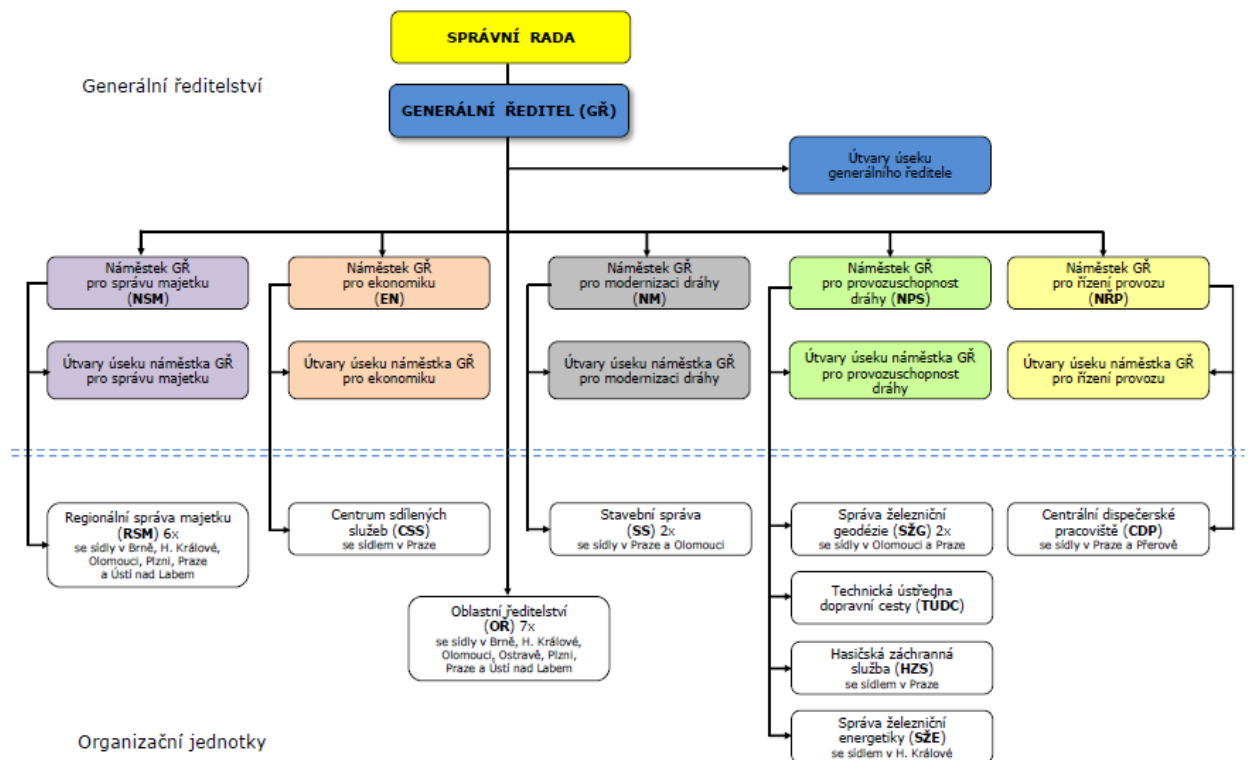 SPRÁVNÍ RADA
Generální ředitelství
GENERÁLNÍ ŘEDITEL (GŘ)
Útvary úseku
generálního ředitele
Náměstek GŘ
pro správu majetku
(NSM)
Náměstek GŘ
pro ekonomiku
(EN)
Náměstek GŘ
pro modernizaci dráhy
(NM)
Náměstek GŘ
pro provozuschopnost
dráhy (NPS)
Náměstek GŘ
pro řízení provozu
(NŘP)
Útvary úseku náměstka GŘ
pro správu majetku
Útvary úseku náměstka GŘ
pro ekonomiku
Útvary úseku náměstka GŘ
pro modernizaci dráhy
Útvary úseku náměstka GŘ
pro provozuschopnost
dráhy
Útvary úseku náměstka GŘ
pro řízení provozu
Regionální správa majetku
(RSM) 6x
se sídly v Brně, H. Králové,
Olomouci, Plzni, Praze
a Ústí nad Labem
Centrum sdílených
služeb (CSS)
se sídlem v Praze
Stavební správa
(SS) 2x
se sídly v Praze a Olomouci
Správa železniční
geodézie (SŽG) 2x
se sídly v Olomouci a Praze
Centrální dispečerské
pracoviště (CDP)
se sídly v Praze a Přerově
Oblastní ředitelství
(OŘ) 7x
se sídly v Brně, H. Králové,
Olomouci, Ostravě, Plzni,
Praze a Ústí nad Labem
Technická ústředna
dopravní cesty (TÚDC)
Hasičská záchranná
služba (HZS)
se sídlem v Praze
Správa železniční
energetiky (SŽE)
se sídlem v H. Králové
Organizační jednotky